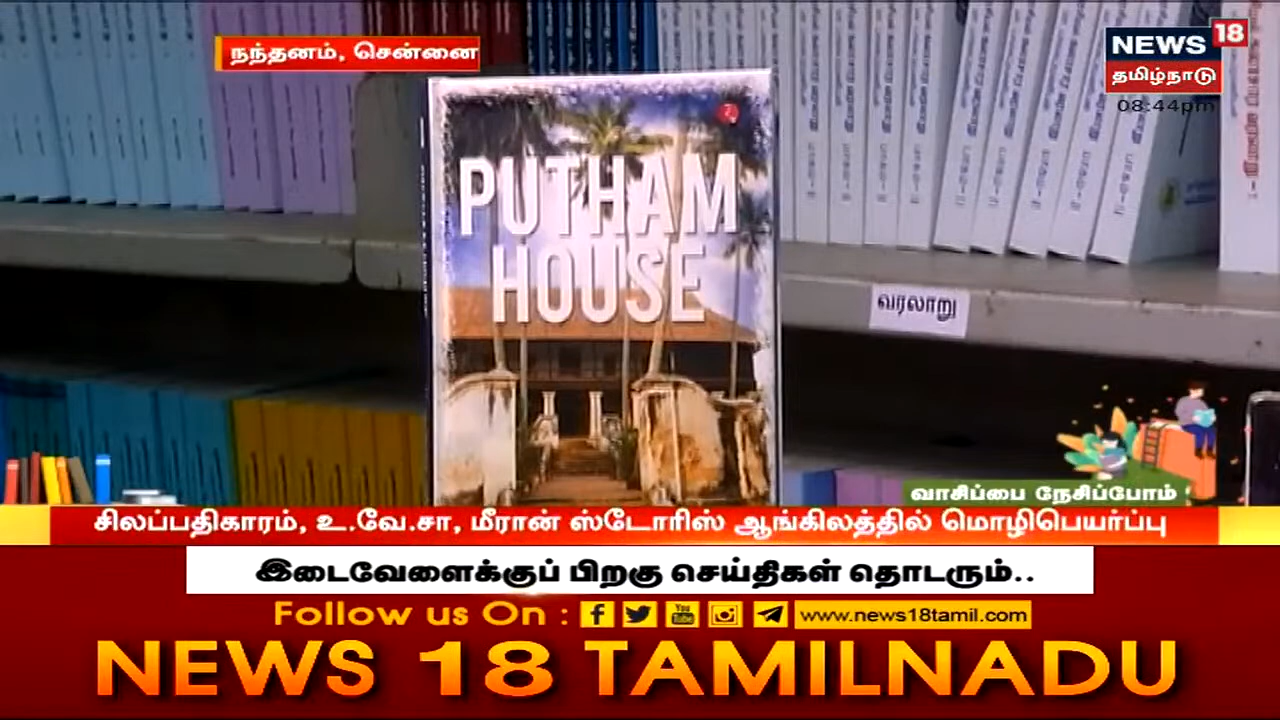 நந்தனம், சென்னை
NEWS 18
தமிழ்நாடு
08:44pm
PUTHAM
HOUSE
வரலாறு
வாசிப்பை நேசிப்போம்
சிலப்பதிகாரம், உ.வே.சா, மீரான் ஸ்டோரிஸ் ஆங்கிலத்தில் மொழிபெயர்ப்பு
இடைவேளைக்குப் பிறகு செய்திகள் தொடரும்..
Follow us On :
www.news18tamil.com
NEWS 18 TAMILNADU